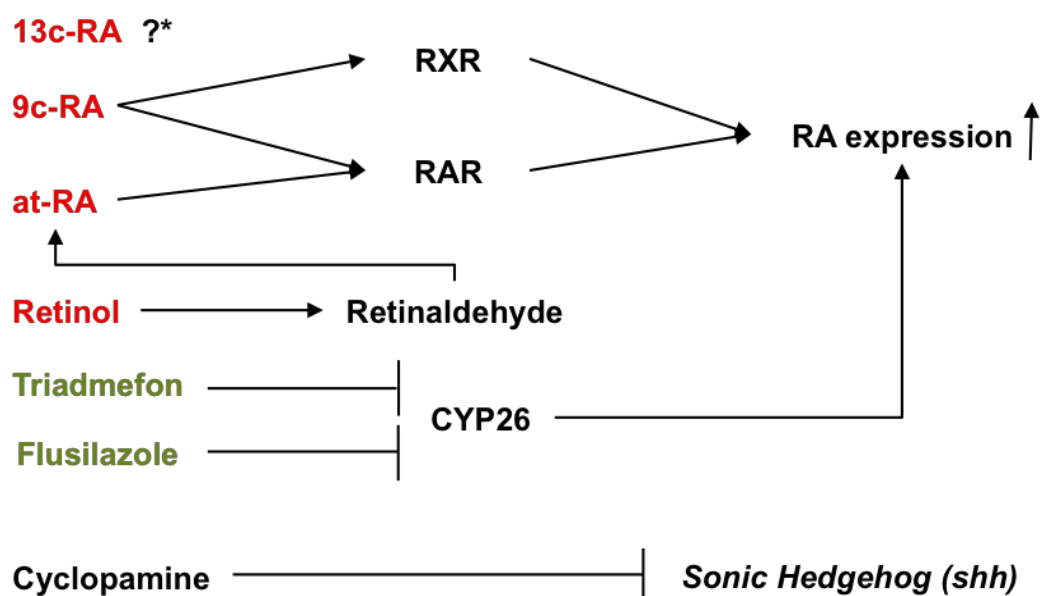 13c-RA ?*
RXR
9c-RA
RA expression
RAR
at-RA
Retinol
Retinaldehyde
Triadmefon
CYP26
Flusilazole
Cyclopamine
Sonic Hedgehog (shh)